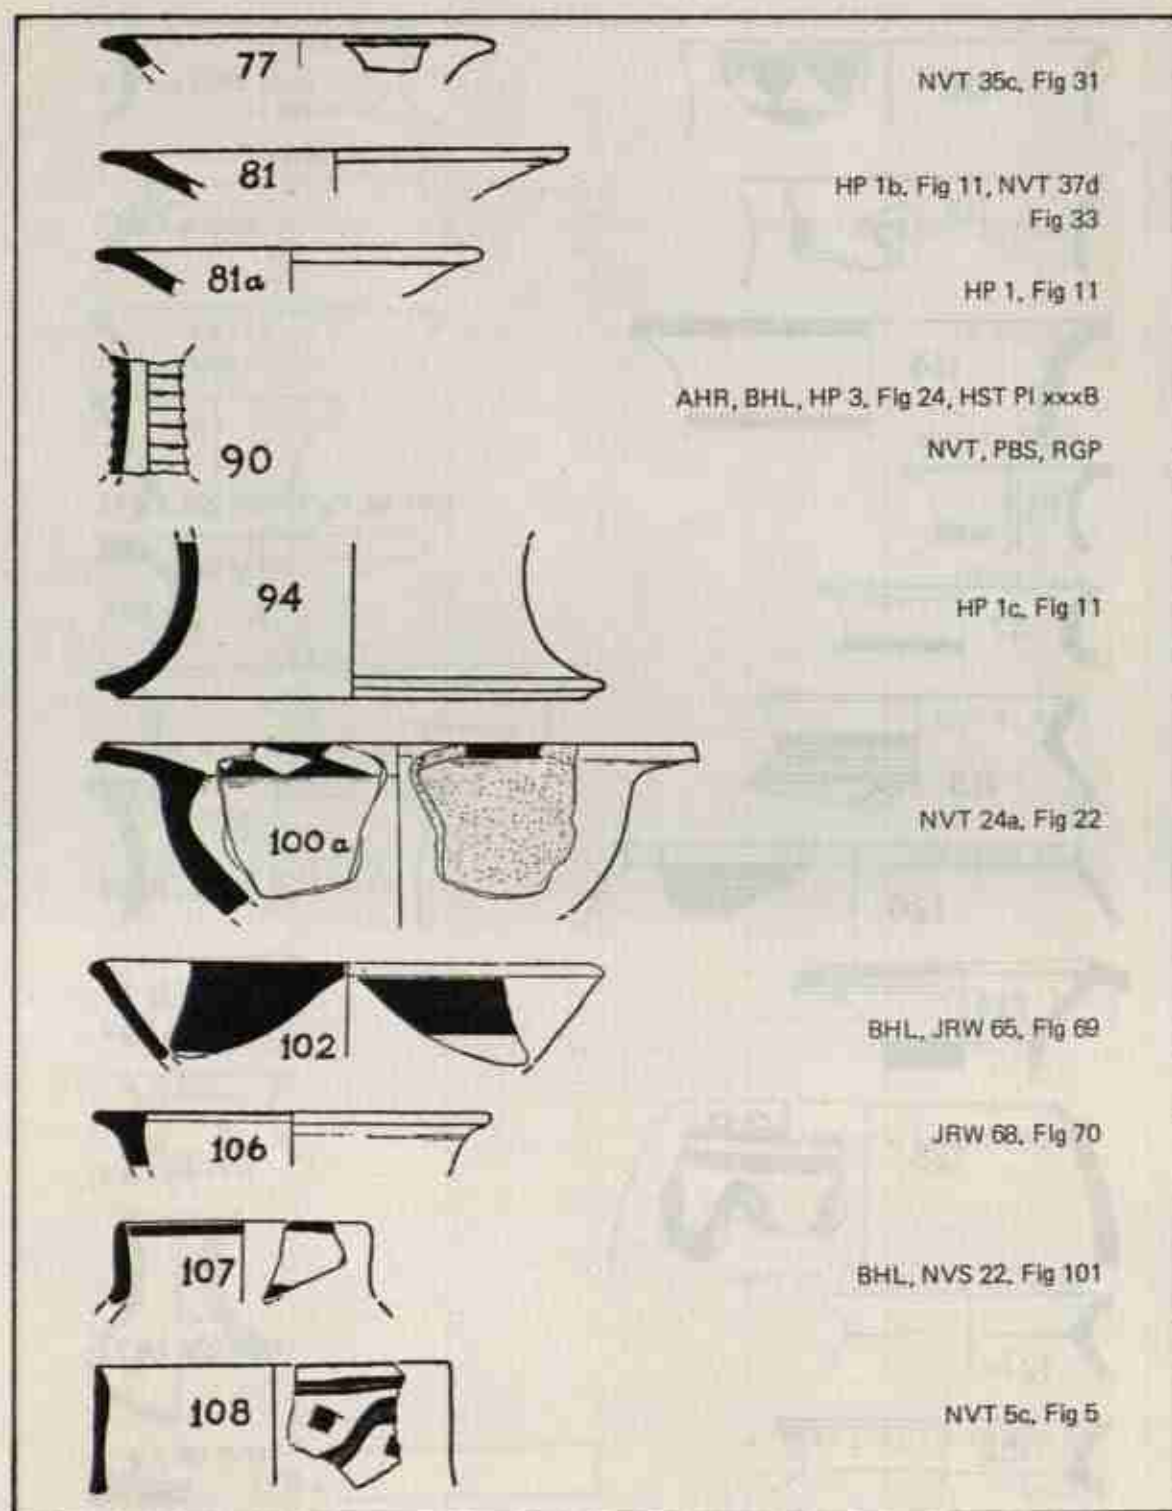 77
NVT 35c, Fig 31
81
HP 1b, Fig 11, NVT 37d
Fig 33
81a
HP 1, Fig 11
90
AHR, BHL, HP 3, Fig 24, HST Pl xxxB
NVT, PBS, RGP
94
HP 1c, Fig 11
100a
NVT 24a, Fig 22
102
BHL, JRW 65, Fig 69
106
JRW 68, Fig 70
107
BHL, NVS 22, Fig 101
108
NVT 5c, Fig 5